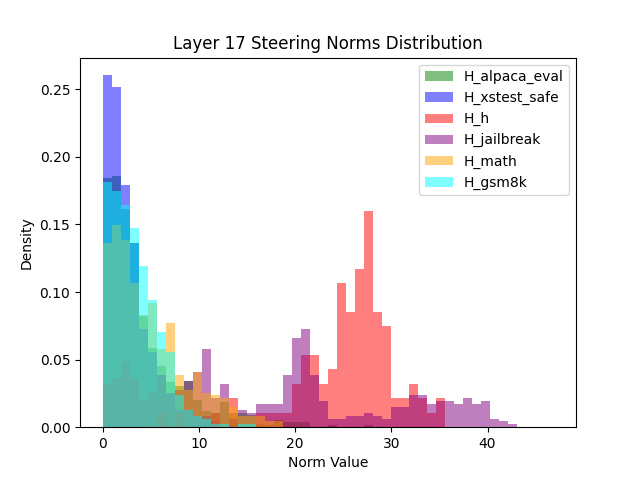 Layer 17 Steering Norms Distribution
H_alpaca_eval
H_xstest_safe
H_h
H_jailbreak
H_math
H_gsm8k
0.25
0.20
0.15
0.10
0.05
0.00
Density
0
10
20
30
40
Norm Value